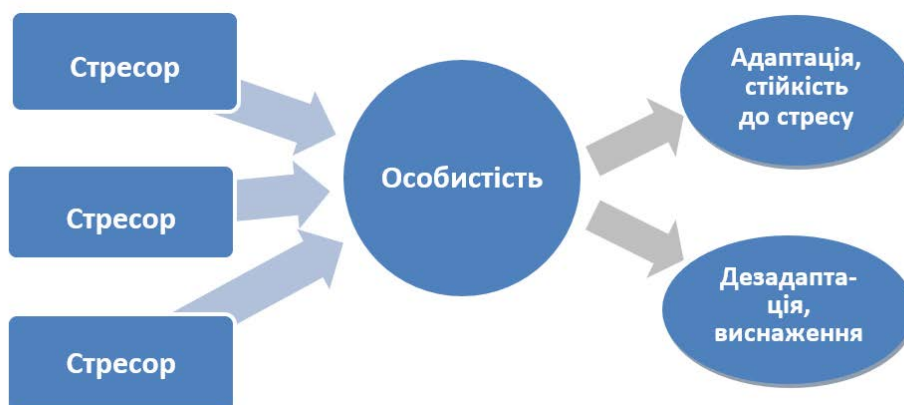 Стресор
Стресор
Стресор
Особистість
Адаптація,
стійкість
до стресу
Дезадапта-
ція,
виснаження